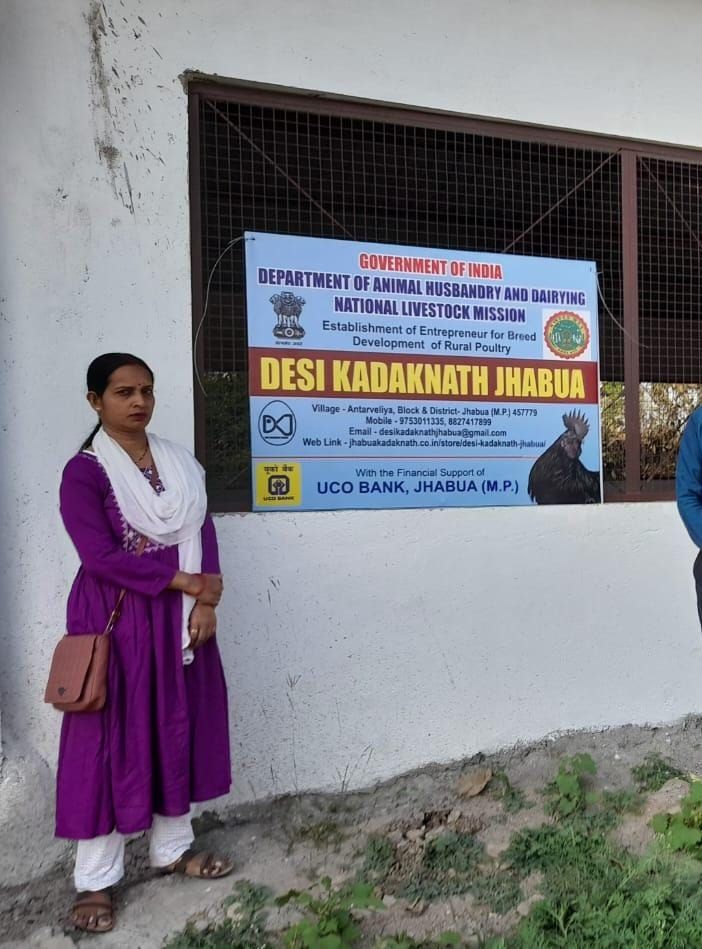 GOVERNMENT OF INDIA
DEPARTMENT OF ANIMAL HUSBANDRY AND DAIRYING
NATIONAL LIVESTOCK MISSION
Establishment of Entrepreneur for Breed
Development of Rural Poultry
DESI KADAKNATH JHABUA
Village - Antarveliya, Block & District- Jhabua (M.P.) 457779
Mobile - 9753011335, 8827417899
Email - desikadaknathjhabua@gmail.com
Web Link - jhabuakadaknath.co.in/store/desi-kadaknath-jhabua/
यूको बैंक
UCO BANK
With the Financial Support of
UCO BANK, JHABUA (M.P.)